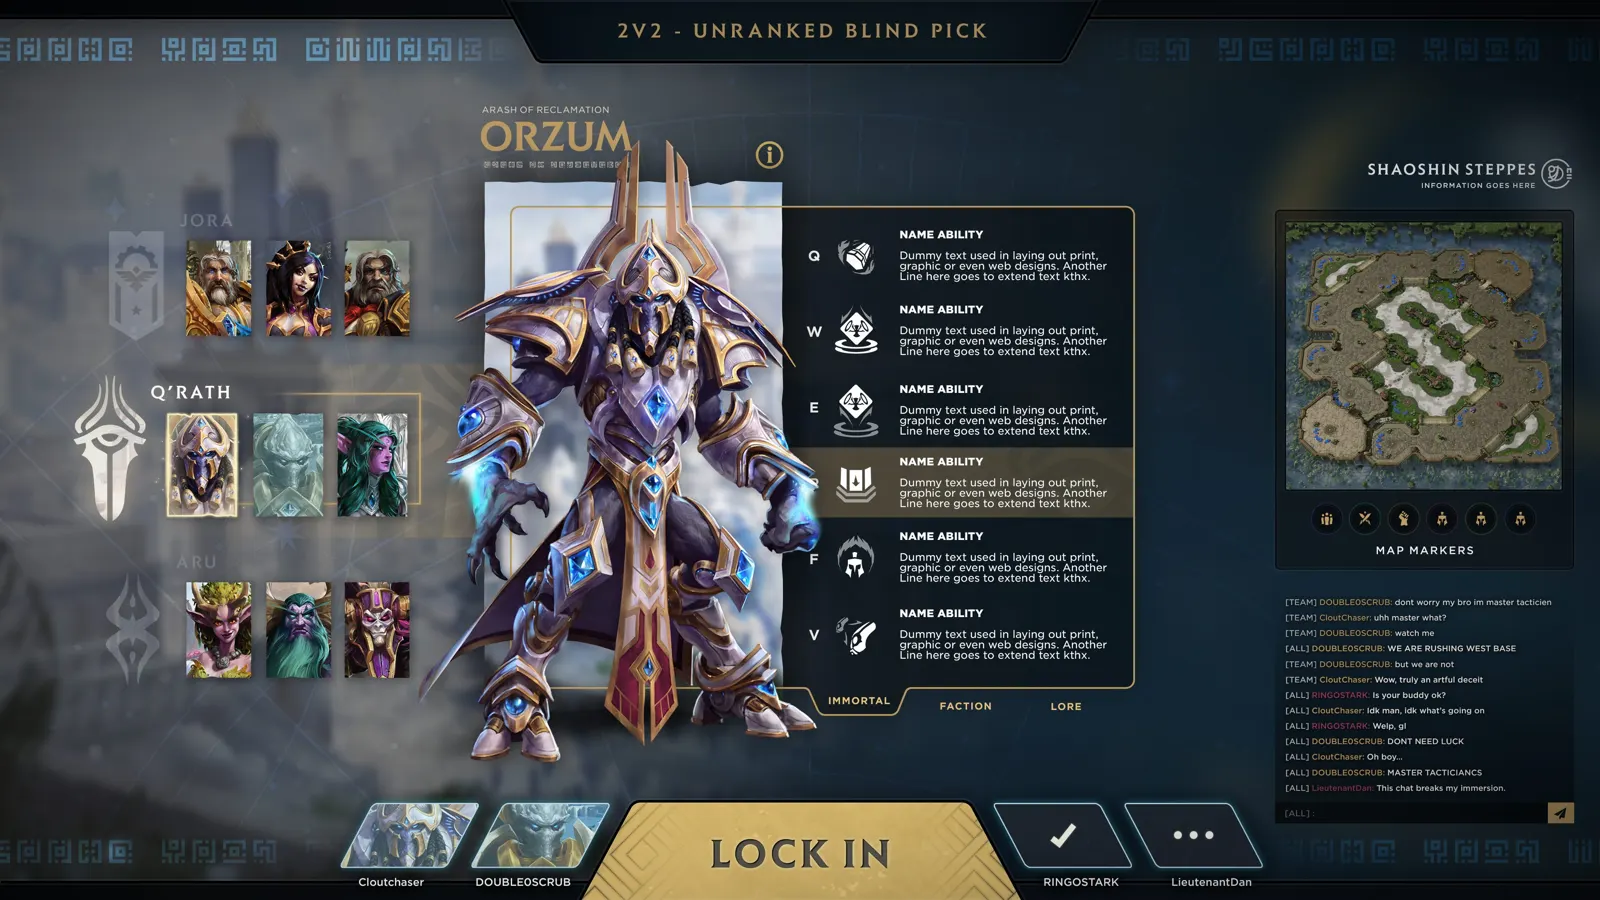 2V2 - UNRANKED BLIND PICK
ARASH OF RECLAMATION
ORZUM
JORA
Q'RATH
ARU
Q
NAME ABILITY
Dummy text used in laying out print,
graphic or even web designs. Another
Line here goes to extend text kthx.
W
NAME ABILITY
Dummy text used in laying out print,
graphic or even web designs. Another
Line here goes to extend text kthx.
E
NAME ABILITY
Dummy text used in laying out print,
graphic or even web designs. Another
Line here goes to extend text kthx.
NAME ABILITY
Dummy text used in laying out print,
graphic or even web designs. Another
Line here goes to extend text kthx.
F
NAME ABILITY
Dummy text used in laying out print,
graphic or even web designs. Another
Line here goes to extend text kthx.
V
NAME ABILITY
Dummy text used in laying out print,
graphic or even web designs. Another
Line here goes to extend text kthx.
IMMORTAL
FACTION
LORE
SHAOSHIN STEPPES
INFORMATION GOES HERE
MAP MARKERS
[TEAM] DOUBLE0SCRUB: dont worry my bro im master tacticien
[TEAM] CloutChaser: uhh master what?
[TEAM] DOUBLE0SCRUB: watch me
[ALL] DOUBLE0SCRUB: WE ARE RUSHING WEST BASE
[TEAM] DOUBLE0SCRUB: but we are not
[TEAM] CloutChaser: Wow, truly an artful deceit
[ALL] RINGOSTARK: Is your buddy ok?
[ALL] CloutChaser: Idk man, idk what's going on
[ALL] RINGOSTARK: Welp, gl
[ALL] DOUBLE0SCRUB: DONT NEED LUCK
[ALL] CloutChaser: Oh boy...
[ALL] DOUBLE0SCRUB: MASTER TACTICIANCS
[ALL] LieutenantDan: This chat breaks my immersion.
[ALL] :
Cloutchaser
DOUBLE0SCRUB
LOCK IN
RINGOSTARK
LieutenantDan